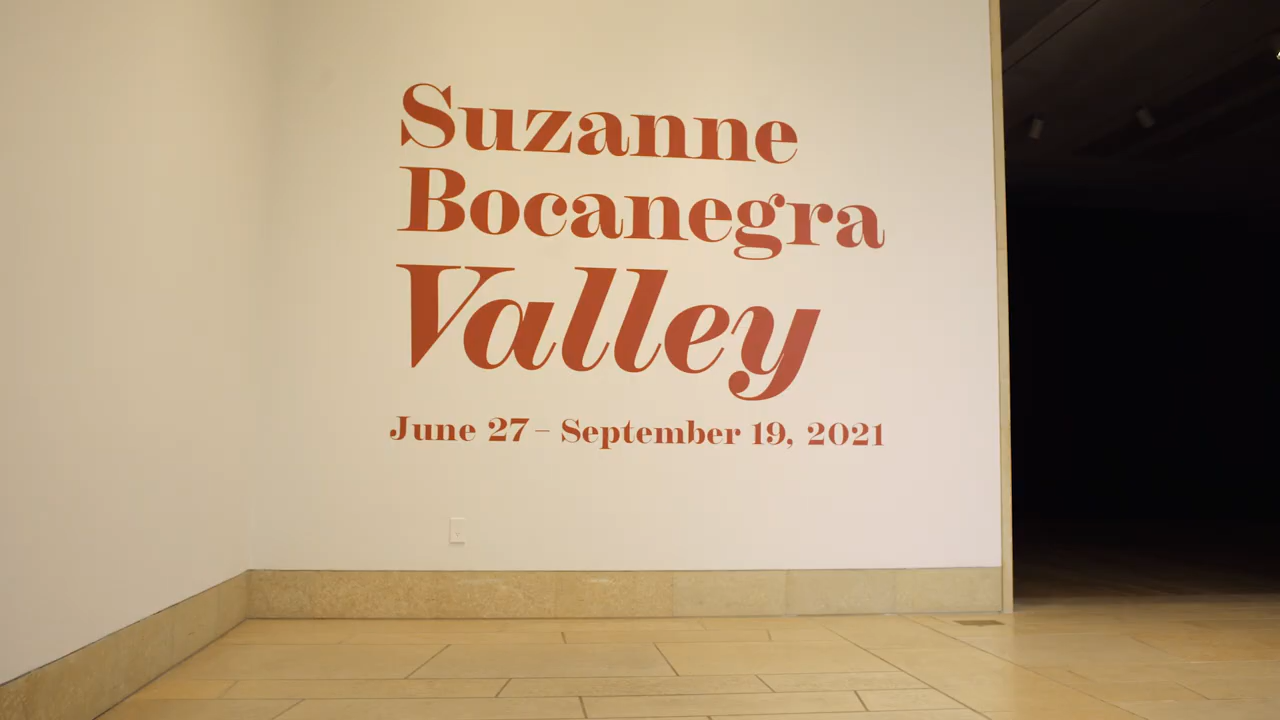 Suzanne
Bocanegra
Valley
June 27 – September 19, 2021